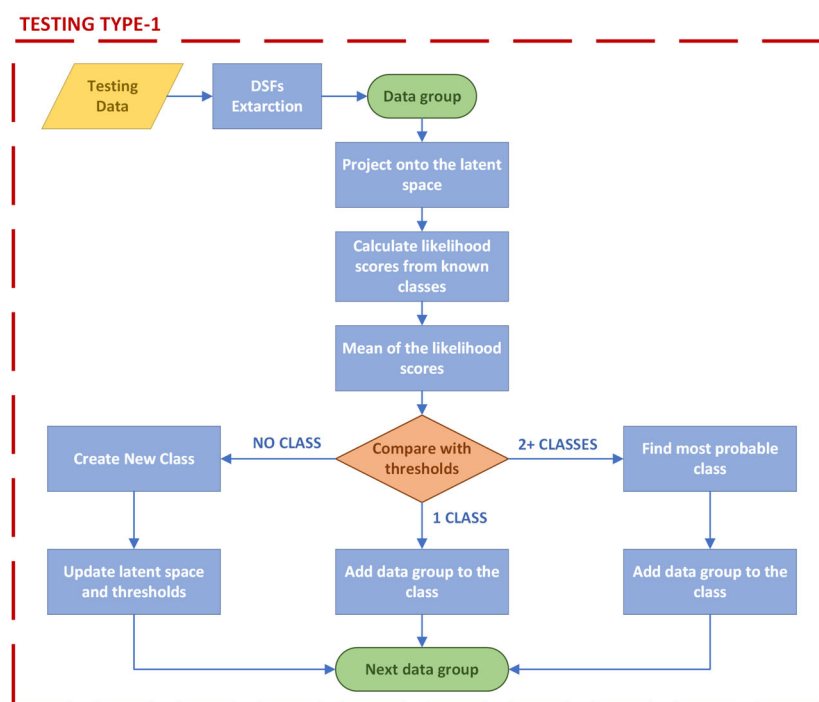 TESTING TYPE-1
Testing
Data
DSFs
Extarction
Data group
Project onto the latent
space
Calculate likelihood
scores from known
classes
Mean of the likelihood
scores
Compare with
thresholds
NO CLASS
2+ CLASSES
1 CLASS
Create New Class
Find most probable
class
Update latent space
and thresholds
Add data group to the
class
Add data group to the
class
Next data group